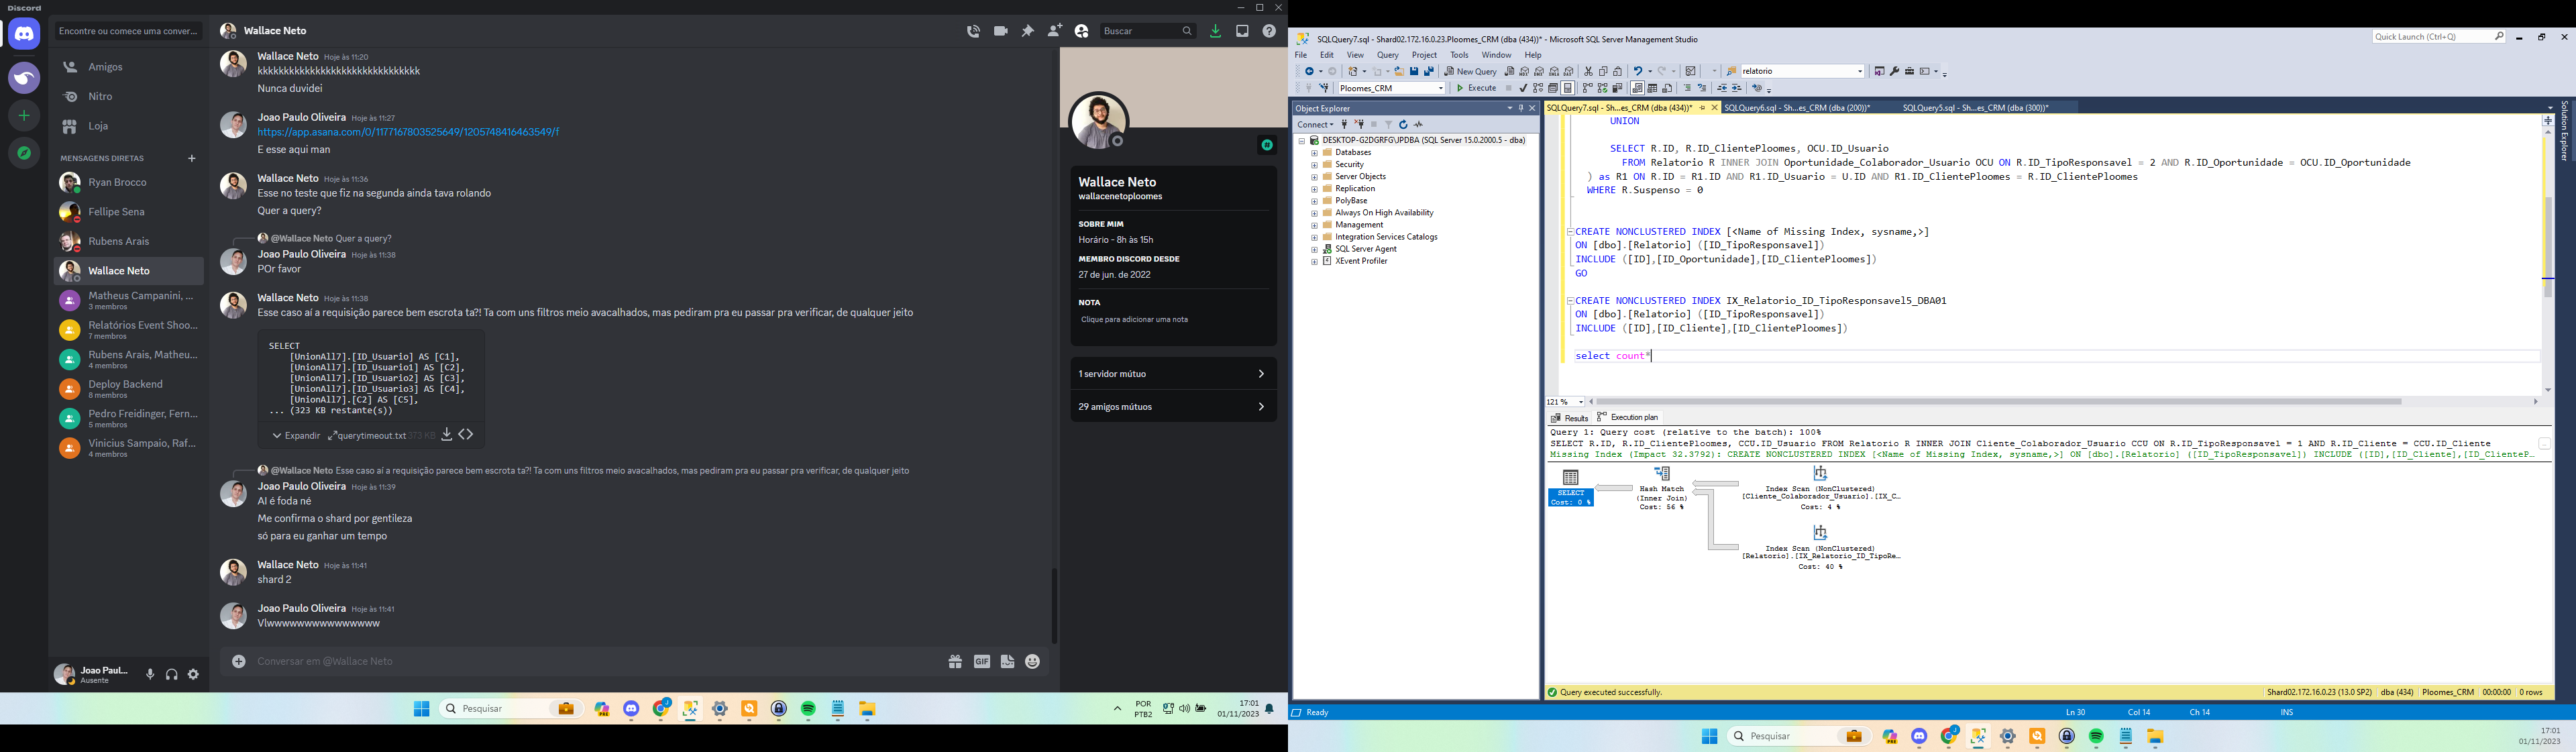 Discord
Encontre ou comece uma conver...
Amigos
Nitro
Loja
MENSAGENS DIRETAS
Ryan Brocco
Fellipe Sena
Rubens Arais
Wallace Neto
Matheus Campanini, ...
3 membros
Relatórios Event Shoo...
7 membros
Rubens Arais, Matheu...
4 membros
Deploy Backend
8 membros
Pedro Freidinger, Fern...
5 membros
Vinicius Sampaio, Raf...
4 membros
Joao Paul...
Ausente
Wallace Neto
Buscar
Wallace Neto Hoje às 11:20
kkkkkkkkkkkkkkkkkkkkkkkkkkkkkkk
Nunca duvidei
Joao Paulo Oliveira Hoje às 11:27
https://app.asana.com/0/1177167803525649/1205748416463549/f
E esse aqui man
Wallace Neto Hoje às 11:36
Esse no teste que fiz na segunda ainda tava rolando
Quer a query?
@Wallace Neto Quer a query?
Joao Paulo Oliveira Hoje às 11:38
POr favor
Wallace Neto Hoje às 11:38
Esse caso aí a requisição parece bem escrota ta?! Ta com uns filtros meio avacalhados, mas pediram pra eu passar pra verificar, de qualquer jeito
SELECT
[UnionAll7].[ID_Usuario] AS [C1],
[UnionAll7].[ID_Usuario1] AS [C2],
[UnionAll7].[ID_Usuario2] AS [C3],
[UnionAll7].[ID_Usuario3] AS [C4],
[UnionAll7].[C2] AS [C5],
... (323 KB restante(s))
Expandir querytimeout.txt 373 KB
@Wallace Neto Esse caso aí a requisição parece bem escrota ta?! Ta com uns filtros meio avacalhados, mas pediram pra eu passar pra verificar, de qualquer jeito
Joao Paulo Oliveira Hoje às 11:39
AI é foda né
Me confirma o shard por gentileza
só para eu ganhar um tempo
Wallace Neto Hoje às 11:41
shard 2
Joao Paulo Oliveira Hoje às 11:41
Vlwwwwwwwwwwwwwww
Conversar em @Wallace Neto
GIF
Wallace Neto
wallacenetoploomes
SOBRE MIM
Horário - 8h às 15h
MEMBRO DISCORD DESDE
27 de jun. de 2022
NOTA
Clique para adicionar uma nota
1 servidor mútuo
29 amigos mútuos
Pesquisar
POR
PTB2
17:01
01/11/2023
SQLQuery7.sql - Shard02.172.16.0.23.Ploomes_CRM (dba (434))* - Microsoft SQL Server Management Studio
Quick Launch (Ctrl+Q)
File Edit View Query Project Tools Window Help
New Query
relatorio
Ploomes_CRM
Execute
Object Explorer
Connect
DESKTOP-G2DGRFG\JPDBA (SQL Server 15.0.2000.5 - dba)
Databases
Security
Server Objects
Replication
PolyBase
Always On High Availability
Management
Integration Services Catalogs
SQL Server Agent
XEvent Profiler
SQLQuery7.sql - Sh...es_CRM (dba (434))*
SQLQuery6.sql - Sh...es_CRM (dba (200))*
SQLQuery5.sql - Sh...es_CRM (dba (300))*
Solution Explorer
UNION
SELECT R.ID, R.ID_ClientePloomes, OCU.ID_Usuario
FROM Relatorio R INNER JOIN Oportunidade_Colaborador_Usuario OCU ON R.ID_TipoResponsavel = 2 AND R.ID_Oportunidade = OCU.ID_Oportunidade
) as R1 ON R.ID = R1.ID AND R1.ID_Usuario = U.ID AND R1.ID_ClientePloomes = R.ID_ClientePloomes
WHERE R.Suspenso = 0
CREATE NONCLUSTERED INDEX [<Name of Missing Index, sysname,>]
ON [dbo].[Relatorio] ([ID_TipoResponsavel])
INCLUDE ([ID],[ID_Oportunidade],[ID_ClientePloomes])
GO
CREATE NONCLUSTERED INDEX IX_Relatorio_ID_TipoResponsavel5_DBA01
ON [dbo].[Relatorio] ([ID_TipoResponsavel])
INCLUDE ([ID],[ID_Cliente],[ID_ClientePloomes])
select count*
121 %
Results Execution plan
Query 1: Query cost (relative to the batch): 100%
SELECT R.ID, R.ID_ClientePloomes, CCU.ID_Usuario FROM Relatorio R INNER JOIN Cliente_Colaborador_Usuario CCU ON R.ID_TipoResponsavel = 1 AND R.ID_Cliente = CCU.ID_Cliente
Missing Index (Impact 32.3792): CREATE NONCLUSTERED INDEX [<Name of Missing Index, sysname,>] ON [dbo].[Relatorio] ([ID_TipoResponsavel]) INCLUDE ([ID],[ID_Cliente],[ID_ClienteP...
SELECT
Cost: 0 %
Hash Match
(Inner Join)
Cost: 56 %
Index Scan (NonClustered)
[Cliente_Colaborador_Usuario].[IX_C...
Cost: 4 %
Index Scan (NonClustered)
[Relatorio].[IX_Relatorio_ID_TipoRe...
Cost: 40 %
Query executed successfully.
Shard02.172.16.0.23 (13.0 SP2) dba (434) Ploomes_CRM 00:00:00 0 rows
Ready
Ln 30 Col 14 Ch 14 INS
Pesquisar
17:01
01/11/2023